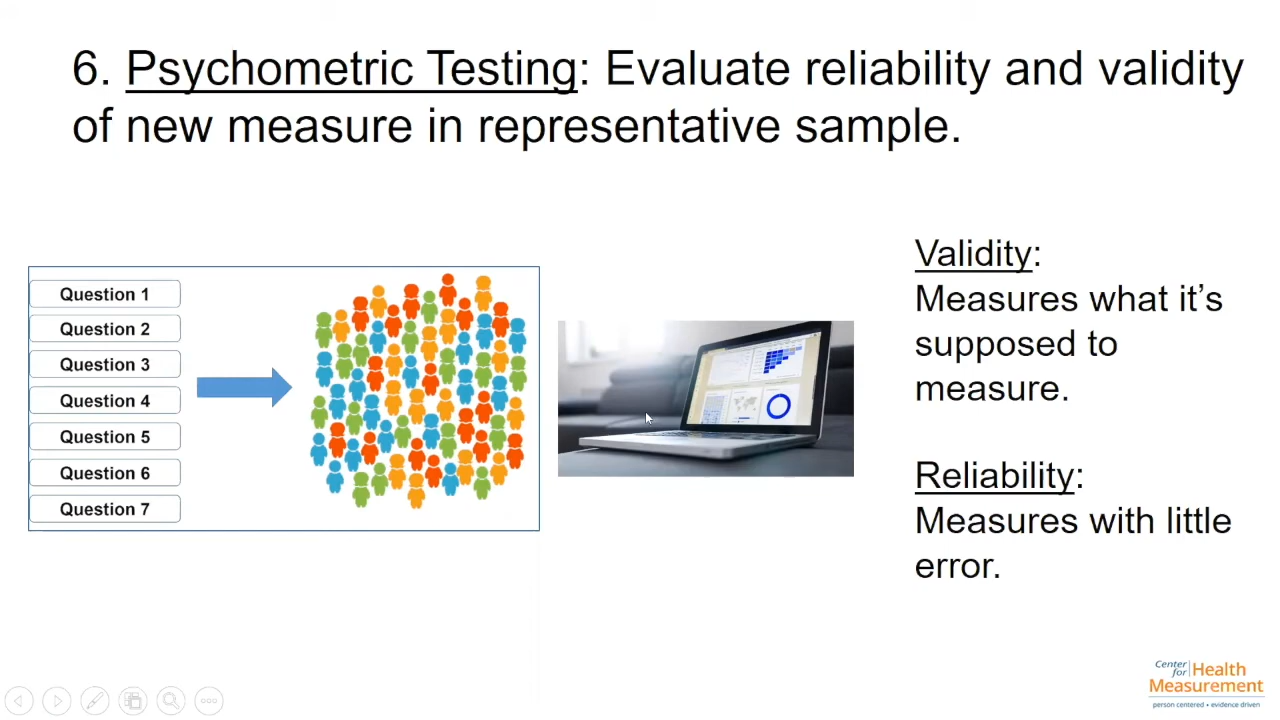 6. Psychometric Testing: Evaluate reliability and validity
of new measure in representative sample.
Question 1
Question 2
Question 3
Question 4
Question 5
Question 6
Question 7
Validity:
Measures what it’s
supposed to
measure.
Reliability:
Measures with little
error.
Center
for Health
Measurement
person centered • evidence driven